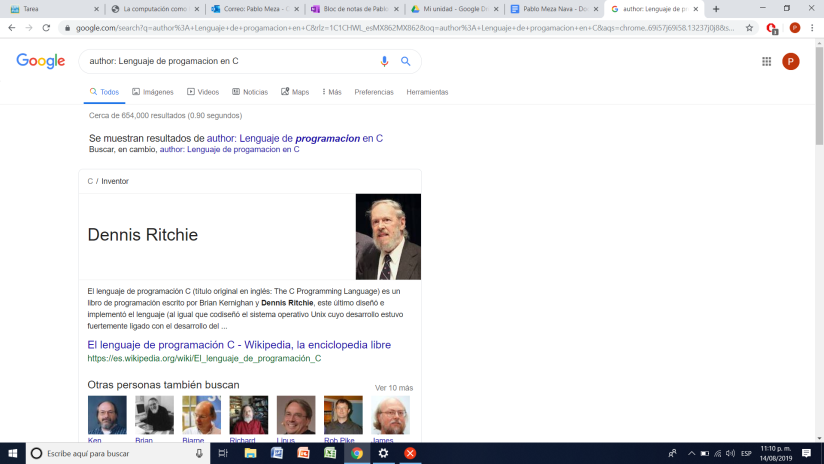 Tarea
La computación como
Correo: Pablo Meza - O
Bloc de notas de Pablo
Mi unidad - Google Dr
Pablo Meza Nava - Do
author: Lenguaje de pr
google.com/search?q=author%3A+Lenguaje+de+progamacion+en+C&rlz=1C1CHWL_esMX862MX862&oq=author%3A+Lenguaje+de+progamacion+en+C&aqs=chrome..69i57j69i58.13237j0j8&s...
P
Google
author: Lenguaje de progamacion en C
P
Todos
Imágenes
Videos
Noticias
Maps
Más
Preferencias
Herramientas
Cerca de 654,000 resultados (0.90 segundos)
Se muestran resultados de author: Lenguaje de programacion en C
Buscar, en cambio, author: Lenguaje de progamacion en C
C / Inventor
Dennis Ritchie
El lenguaje de programación C (título original en inglés: The C Programming Language) es un
libro de programación escrito por Brian Kernighan y Dennis Ritchie, este último diseñó e
implementó el lenguaje (al igual que codiseñó el sistema operativo Unix cuyo desarrollo estuvo
fuertemente ligado con el desarrollo del ...
El lenguaje de programación C - Wikipedia, la enciclopedia libre
https://es.wikipedia.org/wiki/El_lenguaje_de_programación_C
Otras personas también buscan
Ver 10 más
Ken
Brian
Bjarne
Richard
Linus
Rob Pike
James
Escribe aquí para buscar
ESP
11:10 p. m.
14/08/2019